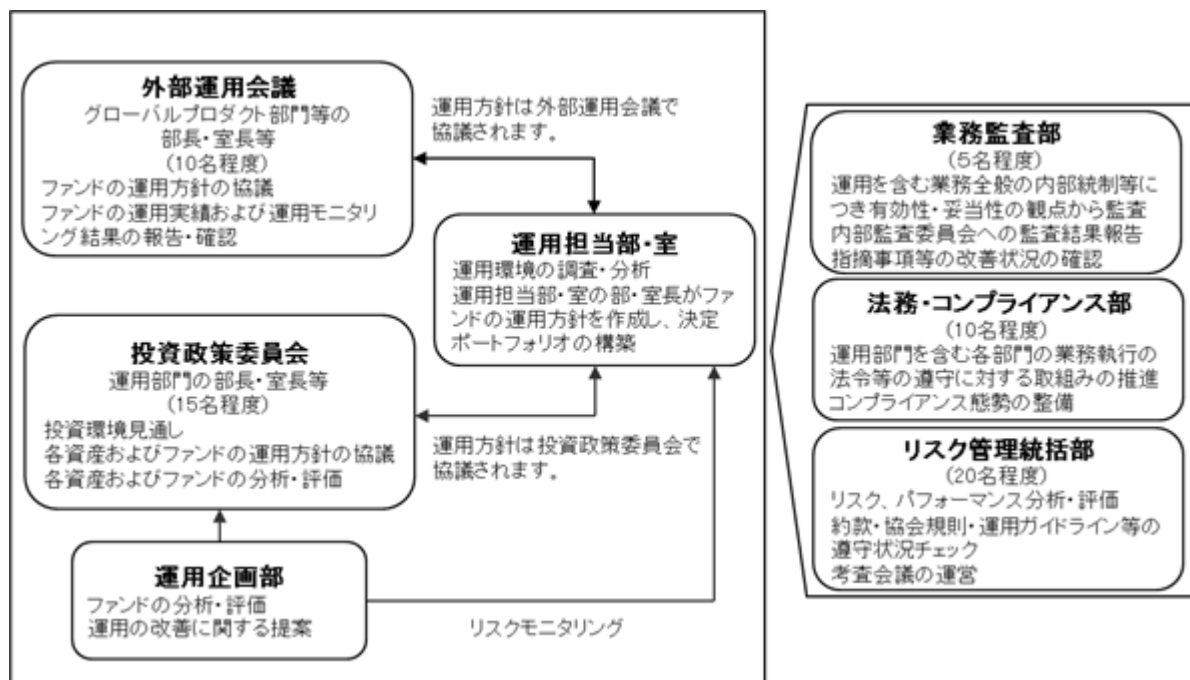 外部運用会議
グローバルプロダクト部門等の
部長・室長等
(10名程度)
ファンドの運用方針の協議
ファンドの運用実績および運用モニタリ
ング結果の報告・確認
運用方針は外部運用会議で
協議されます。
運用担当部・室
運用環境の調査・分析
運用担当部・室の部・室長がファ
ンドの運用方針を作成し、決定
ポートフォリオの構築
投資政策委員会
運用部門の部長・室長等
(15名程度)
投資環境見通し
各資産およびファンドの運用方針の協議
各資産およびファンドの分析・評価
運用方針は投資政策委員会で
協議されます。
運用企画部
ファンドの分析・評価
運用の改善に関する提案
リスクモニタリング
業務監査部
(5名程度)
運用を含む業務全般の内部統制等に
つき有効性・妥当性の観点から監査
内部監査委員会への監査結果報告
指摘事項等の改善状況の確認
法務・コンプライアンス部
(10名程度)
運用部門を含む各部門の業務執行の
法令等の遵守に対する取組みの推進
コンプライアンス態勢の整備
リスク管理統括部
(20名程度)
リスク、パフォーマンス分析・評価
約款・協会規則・運用ガイドライン等の
遵守状況チェック
考査会議の運営